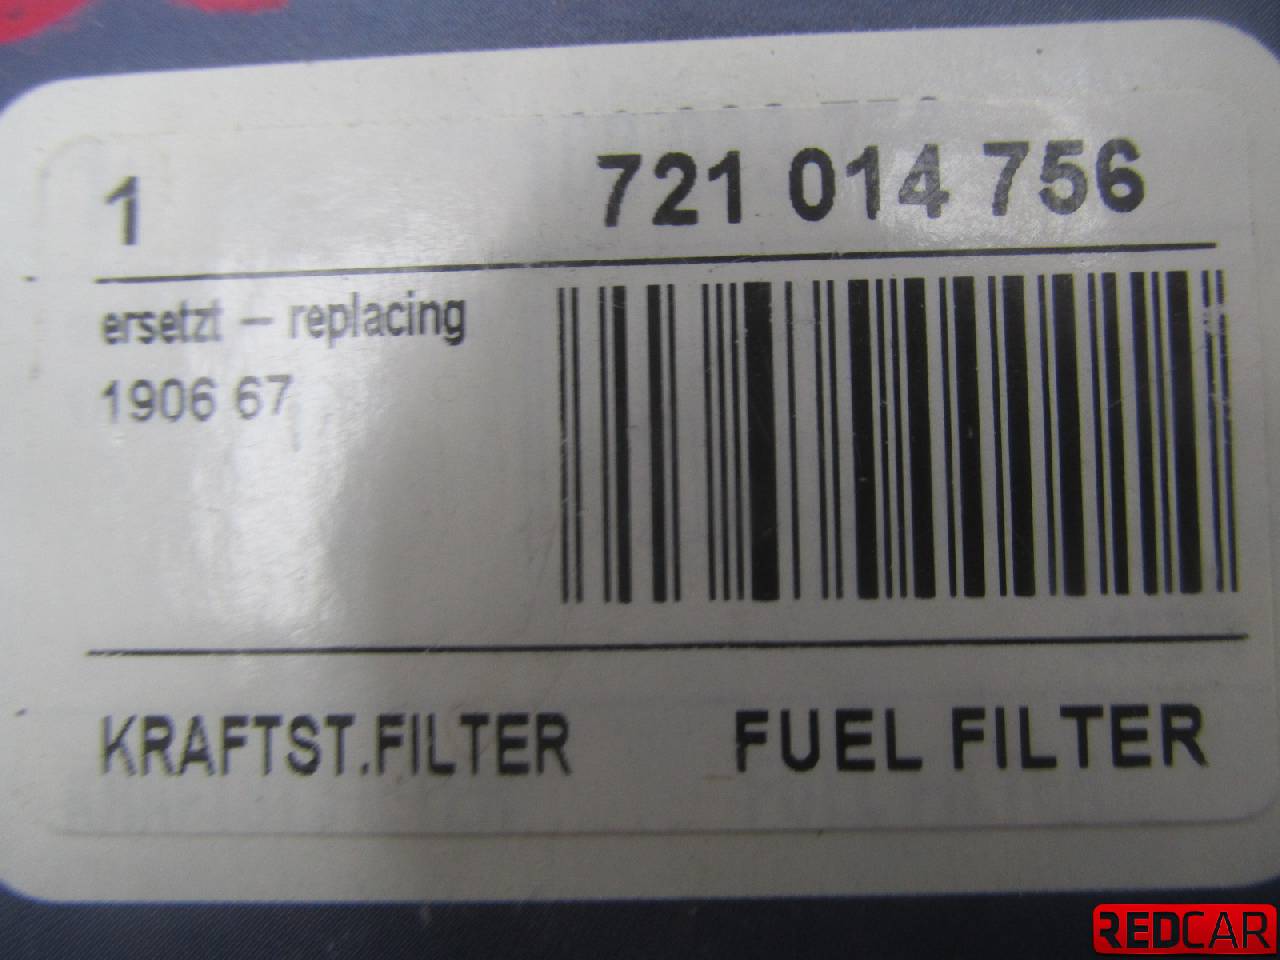 1 721 014 756
ersetzt – replacing
1906 67
KRAFTST.FILTER FUEL FILTER
REDCAR